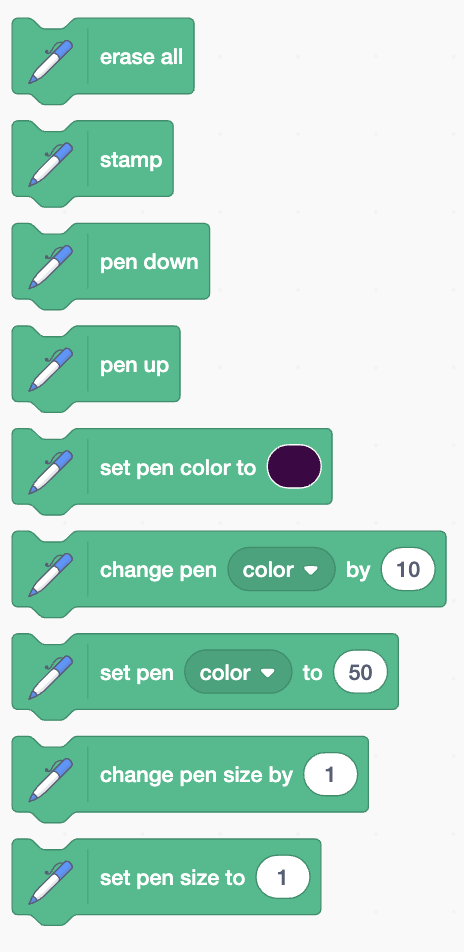 erase all
stamp
pen down
pen up
set pen color to
change pen color by 10
set pen color to 50
change pen size by 1
set pen size to 1